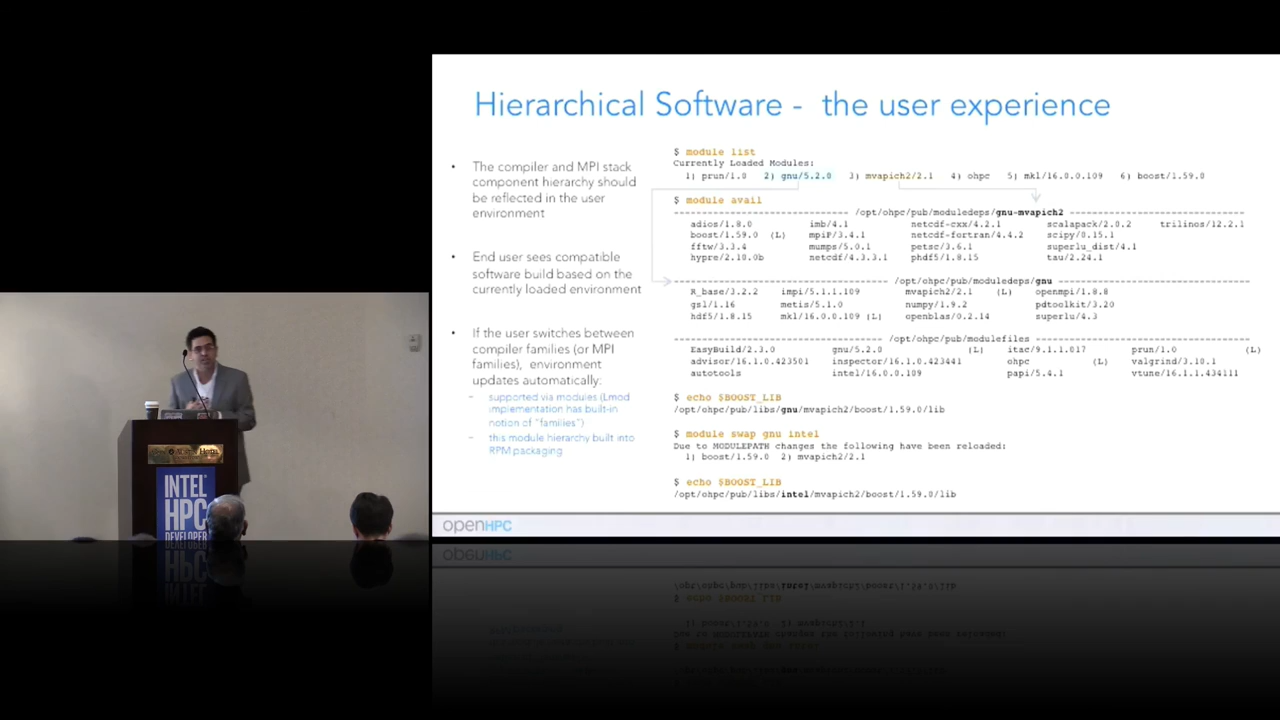 Hierarchical Software - the user experience
• The compiler and MPI stack
component hierarchy should
be reflected in the user
environment
• End user sees compatible
software build based on the
currently loaded environment
• If the user switches between
compiler families (or MPI
families), environment
updates automatically:
– supported via modules (Lmod
implementation has built-in
notion of "families")
– this module hierarchy built into
RPM packaging
$ module list
Currently Loaded Modules:
1) prun/1.0 2) gnu/5.2.0 3) mvapich2/2.1 4) ohpc 5) mkl/16.0.0.109 6) boost/1.59.0
$ module avail
/opt/ohpc/pub/moduledeps/gnu-mvapich2
adios/1.8.0 imb/4.1 netcdf-cxx/4.2.1 scalapack/2.0.2 trilinos/12.2.1
boost/1.59.0 (L) mpiP/3.4.1 netcdf-fortran/4.4.2 scipy/0.15.1
fftw/3.3.4 mumps/5.0.1 petsc/3.6.1 superlu_dist/4.1
hypre/2.10.0b netcdf/4.3.3.1 phdf5/1.8.15 tau/2.24.1
/opt/ohpc/pub/moduledeps/gnu
R_base/3.2.2 impi/5.1.1.109 mvapich2/2.1 (L) openmpi/1.8.8
gsl/1.16 metis/5.1.0 numpy/1.9.2 pdtoolkit/3.20
hdf5/1.8.15 mkl/16.0.0.109 (L) openblas/0.2.14 superlu/4.3
/opt/ohpc/pub/modulefiles
EasyBuild/2.3.0 gnu/5.2.0 (L) itac/9.1.1.017 prun/1.0 (L)
advisor/16.1.0.423501 inspector/16.1.0.423441 ohpc (L) valgrind/3.10.1
autotools intel/16.0.0.109 papi/5.4.1 vtune/16.1.1.434111
$ echo $BOOST_LIB
/opt/ohpc/pub/libs/gnu/mvapich2/boost/1.59.0/lib
$ module swap gnu intel
Due to MODULEPATH changes the following have been reloaded:
1) boost/1.59.0 2) mvapich2/2.1
$ echo $BOOST_LIB
/opt/ohpc/pub/libs/intel/mvapich2/boost/1.59.0/lib
openHPC
INTEL
HPC
DEVELOPER